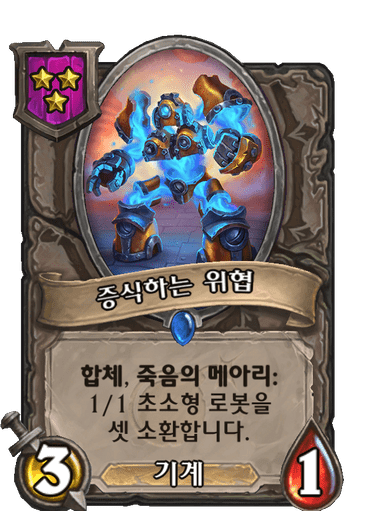 증식하는 위협
합체, 죽음의 메아리:
1/1 초소형 로봇을
셋 소환합니다.
3
기계
1